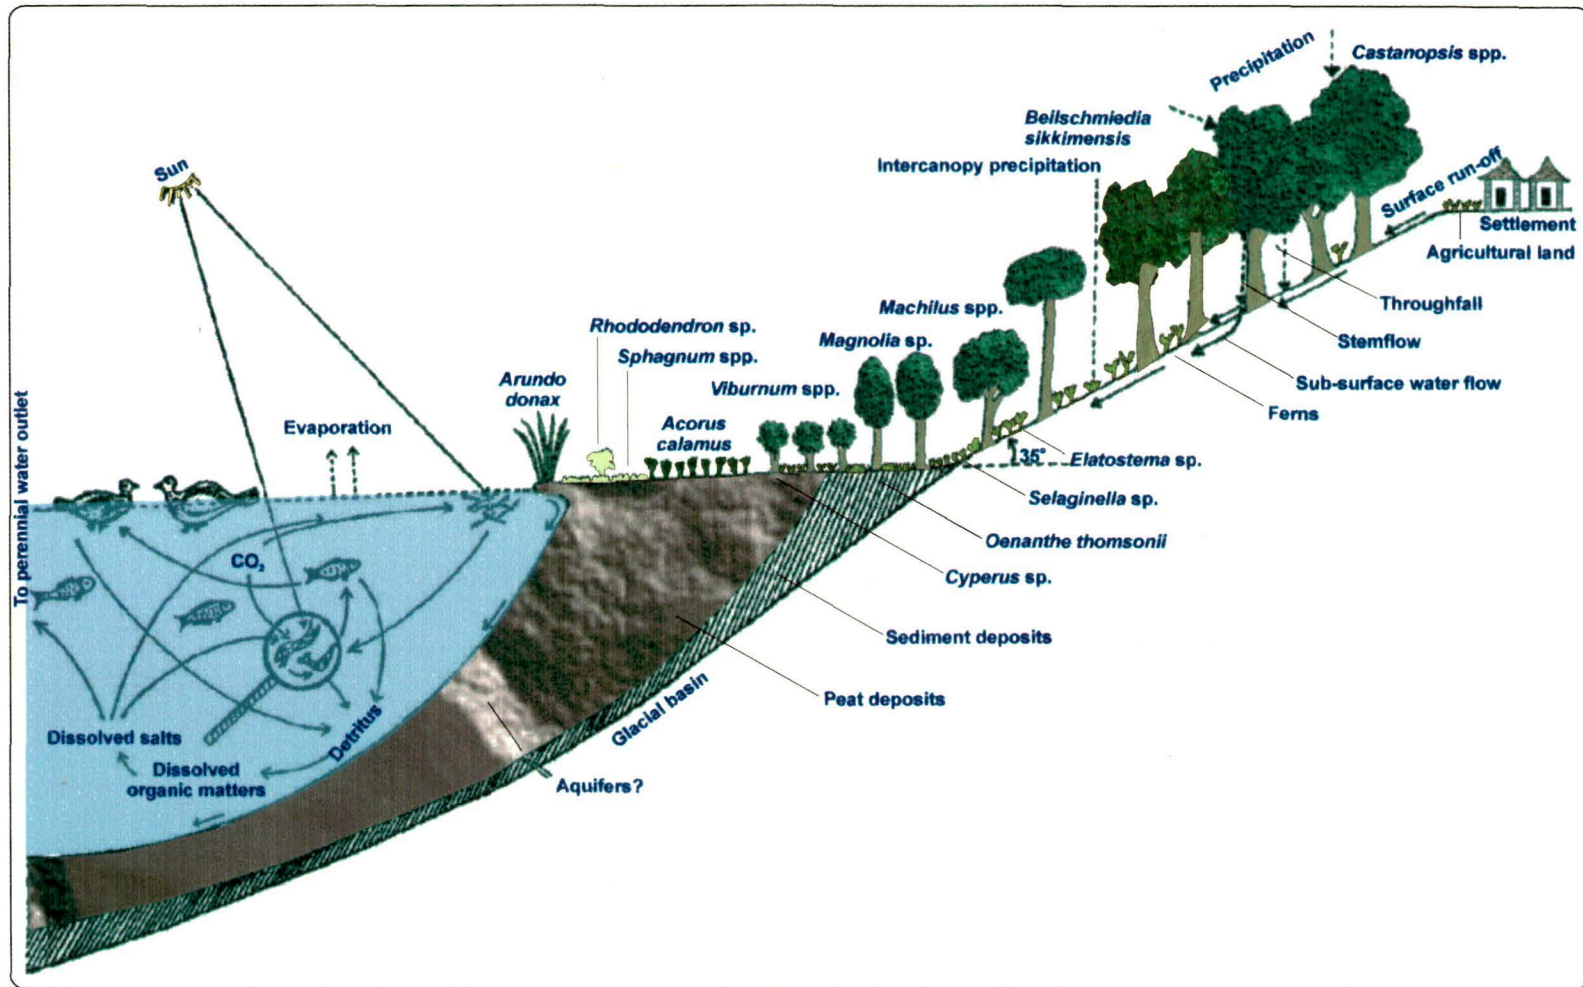 Precipitation
Castanopsis spp.
Beilschmiedia
sikkimensis
Intercanopy precipitation
Sun
Surface run-off
Settlement
Agricultural land
Throughfall
Machilus spp.
Rhododendron sp.
Stemflow
Magnolia sp.
Sphagnum spp.
Arundo
donax
Viburnum spp.
Sub-surface water flow
Ferns
Evaporation
Acorus
calamus
35°
Elatostema sp.
Selaginella sp.
To perennial water outlet
Oenanthe thomsonii
CO₂
Cyperus sp.
Sediment deposits
Peat deposits
Glacial basin
Detritus
Dissolved salts
Dissolved
organic matters
Aquifers?